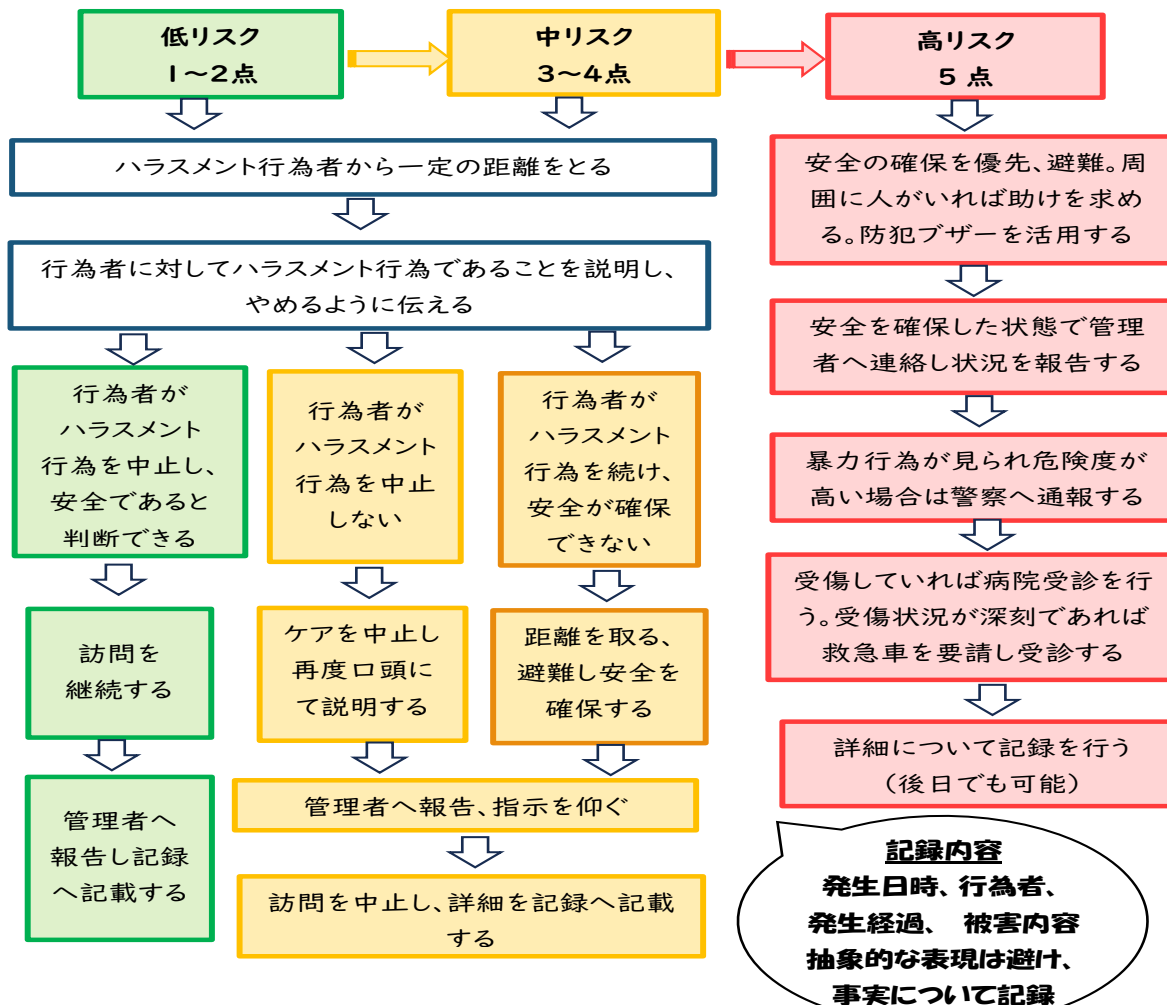 低リスク
1～2点
中リスク
3～4点
高リスク
5 点
ハラスメント行為者から一定の距離をとる
行為者に対してハラスメント行為であることを説明し、
やめるように伝える
行為者が
ハラスメント
行為を中止し、
安全であると
判断できる
訪問を
継続する
管理者へ
報告し記録
へ記載する
行為者が
ハラスメント
行為を中止
しない
ケアを中止し
再度口頭に
て説明する
行為者が
ハラスメント
行為を続け、
安全が確保
できない
距離を取る、
避難し安全を
確保する
管理者へ報告、指示を仰ぐ
訪問を中止し、詳細を記録へ記載
する
安全の確保を優先、避難。周
囲に人がいれば助けを求め
る。防犯ブザーを活用する
安全を確保した状態で管理
者へ連絡し状況を報告する
暴力行為が見られ危険度が
高い場合は警察へ通報する
受傷していれば病院受診を行
う。受傷状況が深刻であれば
救急車を要請し受診する
詳細について記録を行う
（後日でも可能）
記録内容
発生日時、行為者、
発生経過、 被害内容
抽象的な表現は避け、
事実について記録